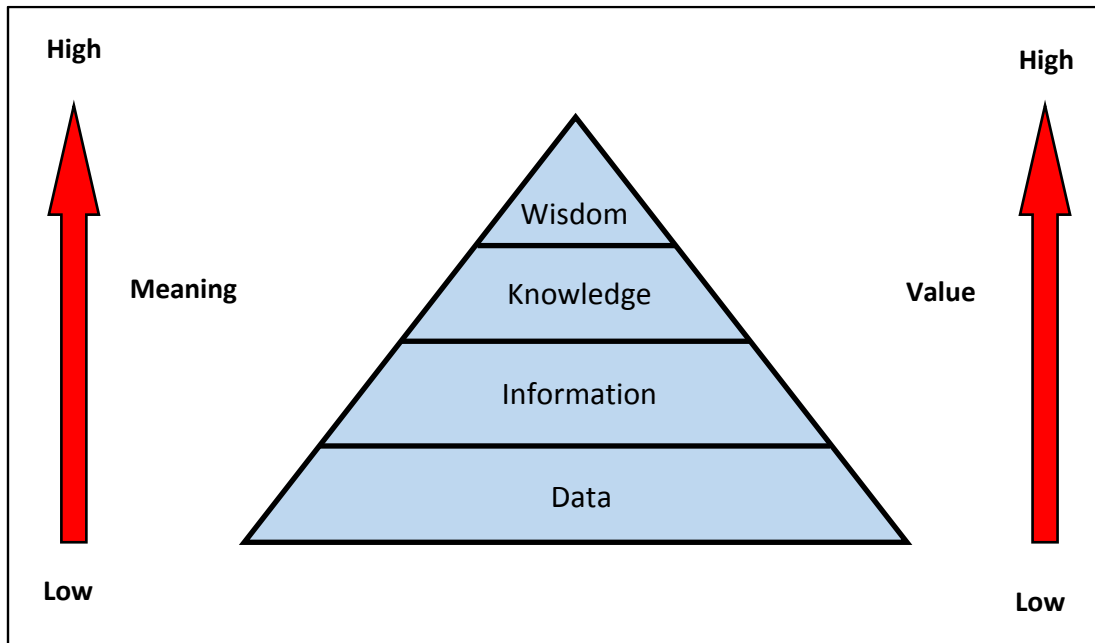 High
High
Wisdom
Meaning
Knowledge
Value
Information
Data
Low
Low